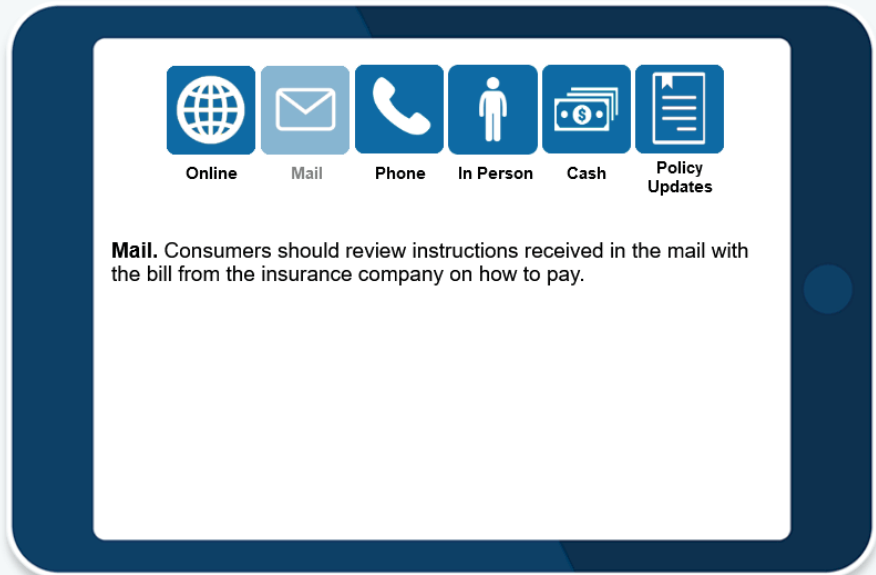 Online
Mail
Phone
In Person
Cash
Policy
Updates
Mail. Consumers should review instructions received in the mail with
the bill from the insurance company on how to pay.